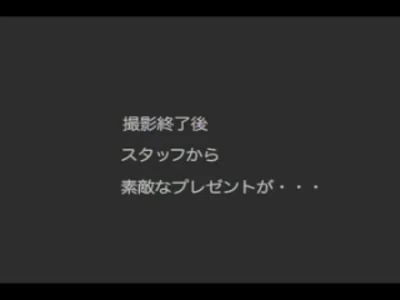 撮影終了後
スタッフから
素敵なプレゼントが・・・